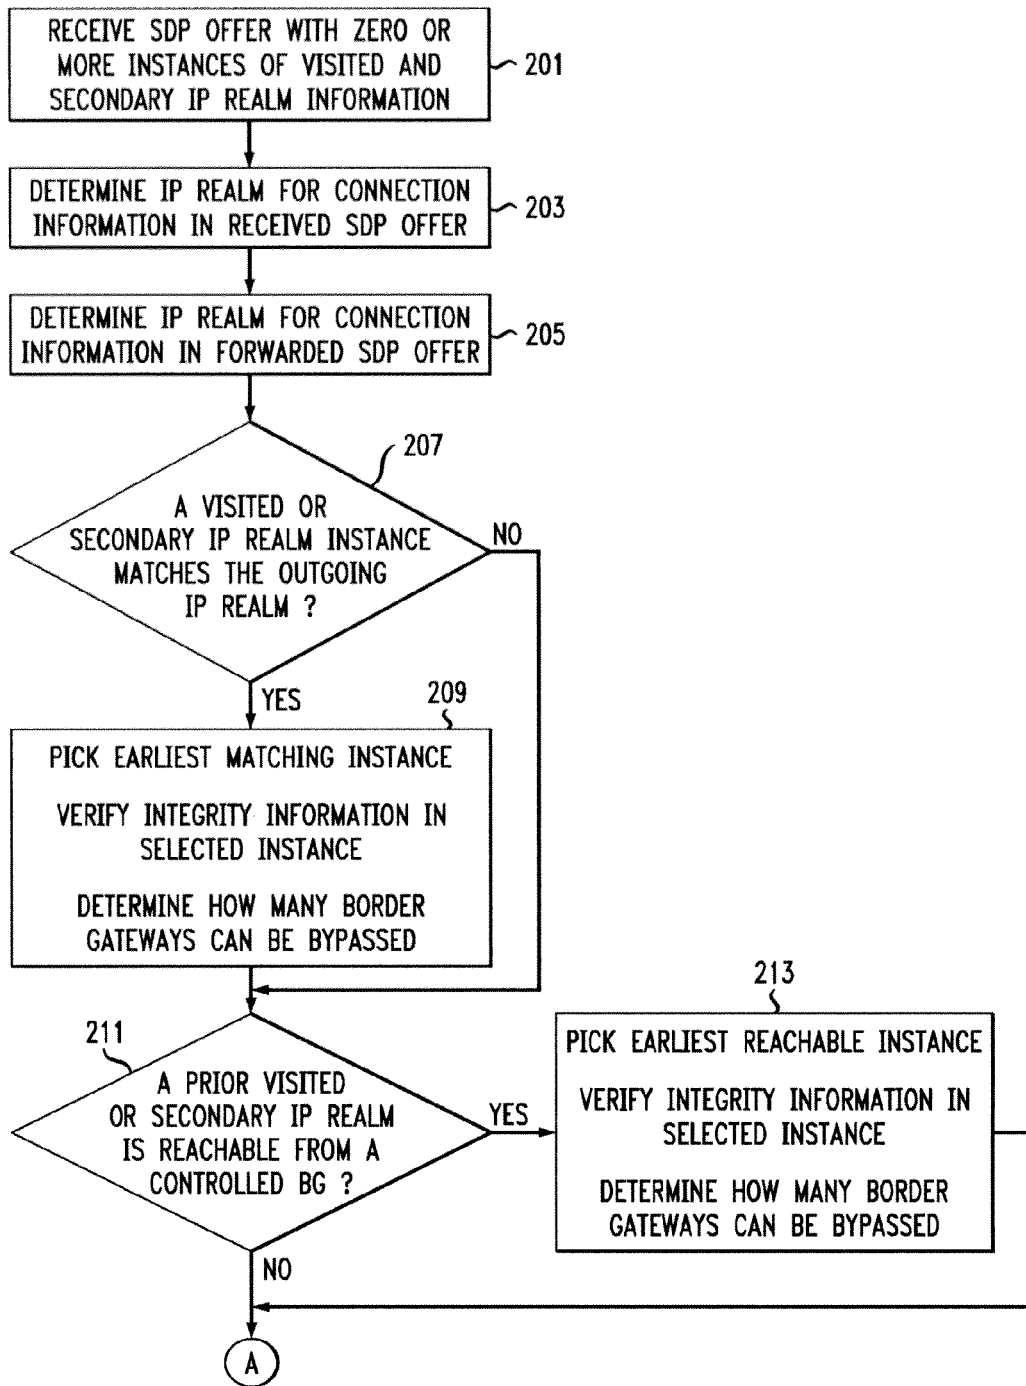 RECEIVE SDP OFFER WITH ZERO OR
MORE INSTANCES OF VISITED AND
SECONDARY IP REALM INFORMATION
201
DETERMINE IP REALM FOR CONNECTION
INFORMATION IN RECEIVED SDP OFFER
203
DETERMINE IP REALM FOR CONNECTION
INFORMATION IN FORWARDED SDP OFFER
205
207
A VISITED OR
SECONDARY IP REALM INSTANCE
MATCHES THE OUTGOING
IP REALM ?
NO
YES
209
PICK EARLIEST MATCHING INSTANCE
VERIFY INTEGRITY INFORMATION IN
SELECTED INSTANCE
DETERMINE HOW MANY BORDER
GATEWAYS CAN BE BYPASSED
211
A PRIOR VISITED
OR SECONDARY IP REALM
IS REACHABLE FROM A
CONTROLLED BG ?
YES
NO
213
PICK EARLIEST REACHABLE INSTANCE
VERIFY INTEGRITY INFORMATION IN
SELECTED INSTANCE
DETERMINE HOW MANY BORDER
GATEWAYS CAN BE BYPASSED
A